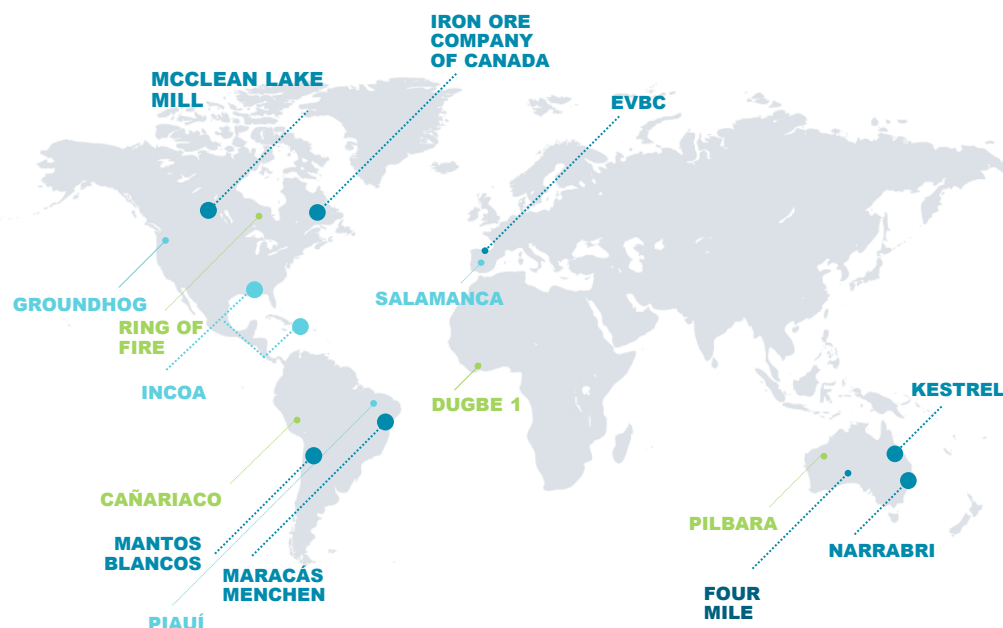 IRON ORE
COMPANY
OF CANADA
MCCLEAN LAKE
MILL
EVBC
GROUNDHOG
RING OF
FIRE
SALAMANCA
INCOA
DUGBE 1
KESTREL
CAÑARIACO
PILBARA
MANTOS
BLANCOS
NARRABRI
MARACÁS
MENCHEN
FOUR
MILE
PIAUÍ